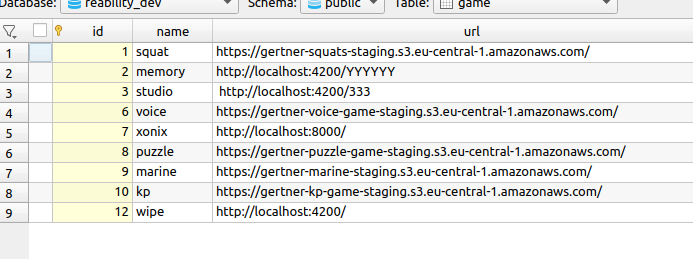 Database: reability_dev Schema: public Table: game
id name url
1 1 squat https://gertner-squats-staging.s3.eu-central-1.amazonaws.com/
2 2 memory http://localhost:4200/YYYYYY
3 3 studio http://localhost:4200/333
4 6 voice https://gertner-voice-game-staging.s3.eu-central-1.amazonaws.com/
5 7 xonix http://localhost:8000/
6 8 puzzle https://gertner-puzzle-game-staging.s3.eu-central-1.amazonaws.com/
7 9 marine https://gertner-marine-staging.s3.eu-central-1.amazonaws.com/
8 10 kp https://gertner-kp-game-staging.s3.eu-central-1.amazonaws.com/
9 12 wipe http://localhost:4200/